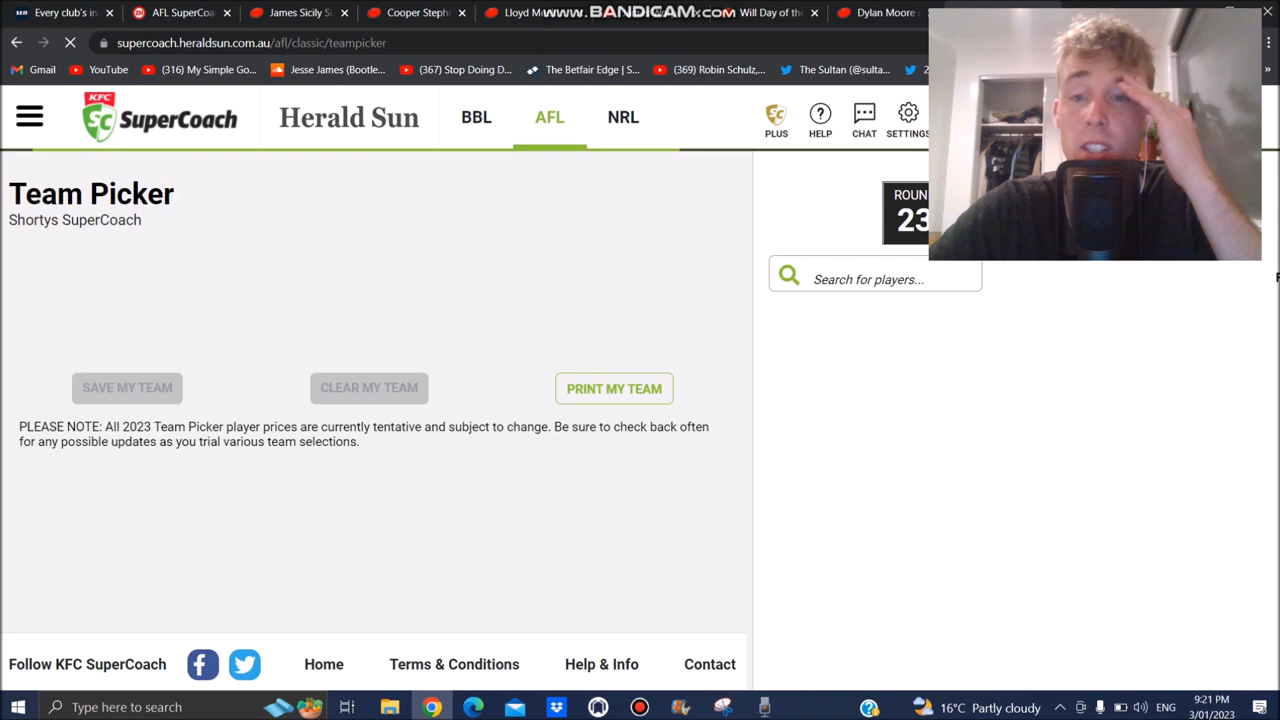 Every club's in
AFL SuperCoac
James Sicily Su
Cooper Steph
Lloyd M
www.BANDICAM.com
Will Day of the
Dylan Moore
supercoach.heraldsun.com.au/afl/classic/teampicker
Gmail
YouTube
(316) My Simple Go...
Jesse James (Bootle...
(367) Stop Doing D...
The Betfair Edge | S...
(369) Robin Schulz,...
The Sultan (@sulta...
KFC
SC SuperCoach
Herald Sun
BBL
AFL
NRL
SC
PLUS
HELP
CHAT
SETTINGS
Team Picker
Shortys SuperCoach
ROUN
23
Search for players...
SAVE MY TEAM
CLEAR MY TEAM
PRINT MY TEAM
PLEASE NOTE: All 2023 Team Picker player prices are currently tentative and subject to change. Be sure to check back often
for any possible updates as you trial various team selections.
Follow KFC SuperCoach
Home
Terms & Conditions
Help & Info
Contact
Type here to search
16°C Partly cloudy
ENG
9:21 PM
3/01/2023